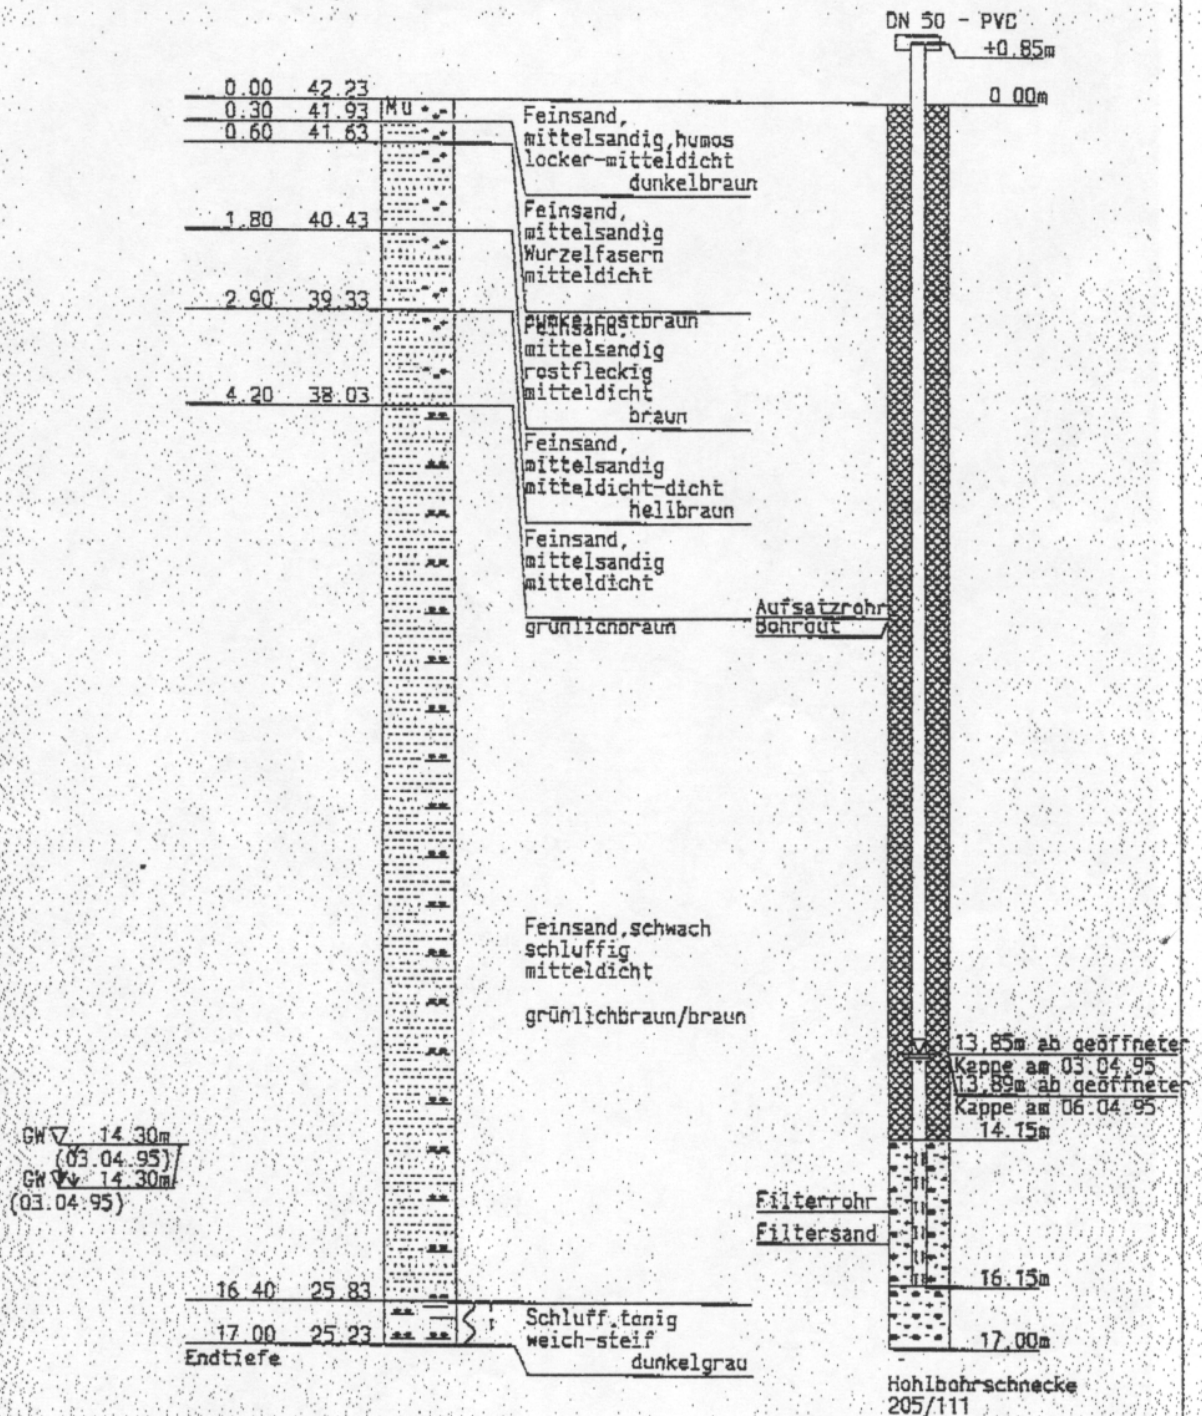 DN 50 - PVC
+0.85m
0.00 42.23
0.30 41.93
0.60 41.63
1.80 40.43
2.90 39.33
4.20 38.03
Mu
0 00m
Feinsand,
mittelsandig,humos
locker-mitteldicht
dunkelbraun
Feinsand,
mittelsandig
Wurzelfasern
mitteldicht
Feinsand,
mittelsandig
rostfleckig
mitteldicht
braun
Feinsand,
mittelsandig
mitteldicht-dicht
hellbraun
Feinsand,
mittelsandig
mitteldicht
grünlichbraun
Aufsatzrohr
Bohrgut
Feinsand,schwach
schluffig
mitteldicht
grünlichbraun/braun
13,85m ab geöffneter
Kappe am 03.04.95
13,89m ab geöffneter
Kappe am 06.04.95
14.15m
GW 14.30m
(03.04.95)
GW 14.30m
(03.04.95)
Filterrohr
Filtersand
16.15m
16.40 25.83
17.00 25.23
Endtiefe
Schluff,tonig
weich-steif
dunkelgrau
17.00m
Hohlbohrschnecke
205/111